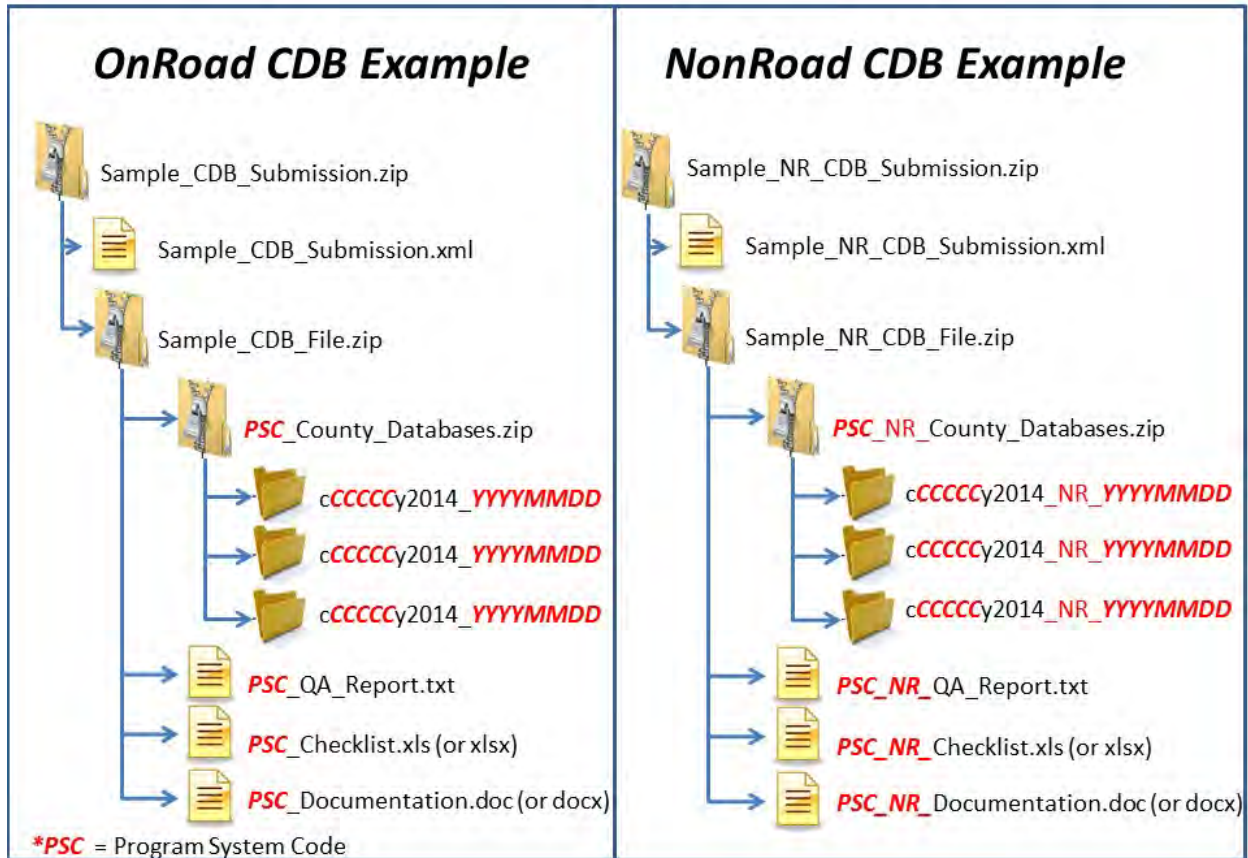 OnRoad CDB Example
Sample_CDB_Submission.zip
Sample_CDB_Submission.xml
Sample_CDB_File.zip
PSC_County_Databases.zip
cCCCCCy2014_YYYYMMDD
cCCCCCy2014_YYYYMMDD
cCCCCCy2014_YYYYMMDD
PSC_QA_Report.txt
PSC_Checklist.xls (or xlsx)
PSC_Documentation.doc (or docx)
*PSC = Program System Code
NonRoad CDB Example
Sample_NR_CDB_Submission.zip
Sample_NR_CDB_Submission.xml
Sample_NR_CDB_File.zip
PSC_NR_County_Databases.zip
cCCCCCy2014_NR_YYYYMMDD
cCCCCCy2014_NR_YYYYMMDD
cCCCCCy2014_NR_YYYYMMDD
PSC_NR_QA_Report.txt
PSC_NR_Checklist.xls (or xlsx)
PSC_NR_Documentation.doc (or docx)